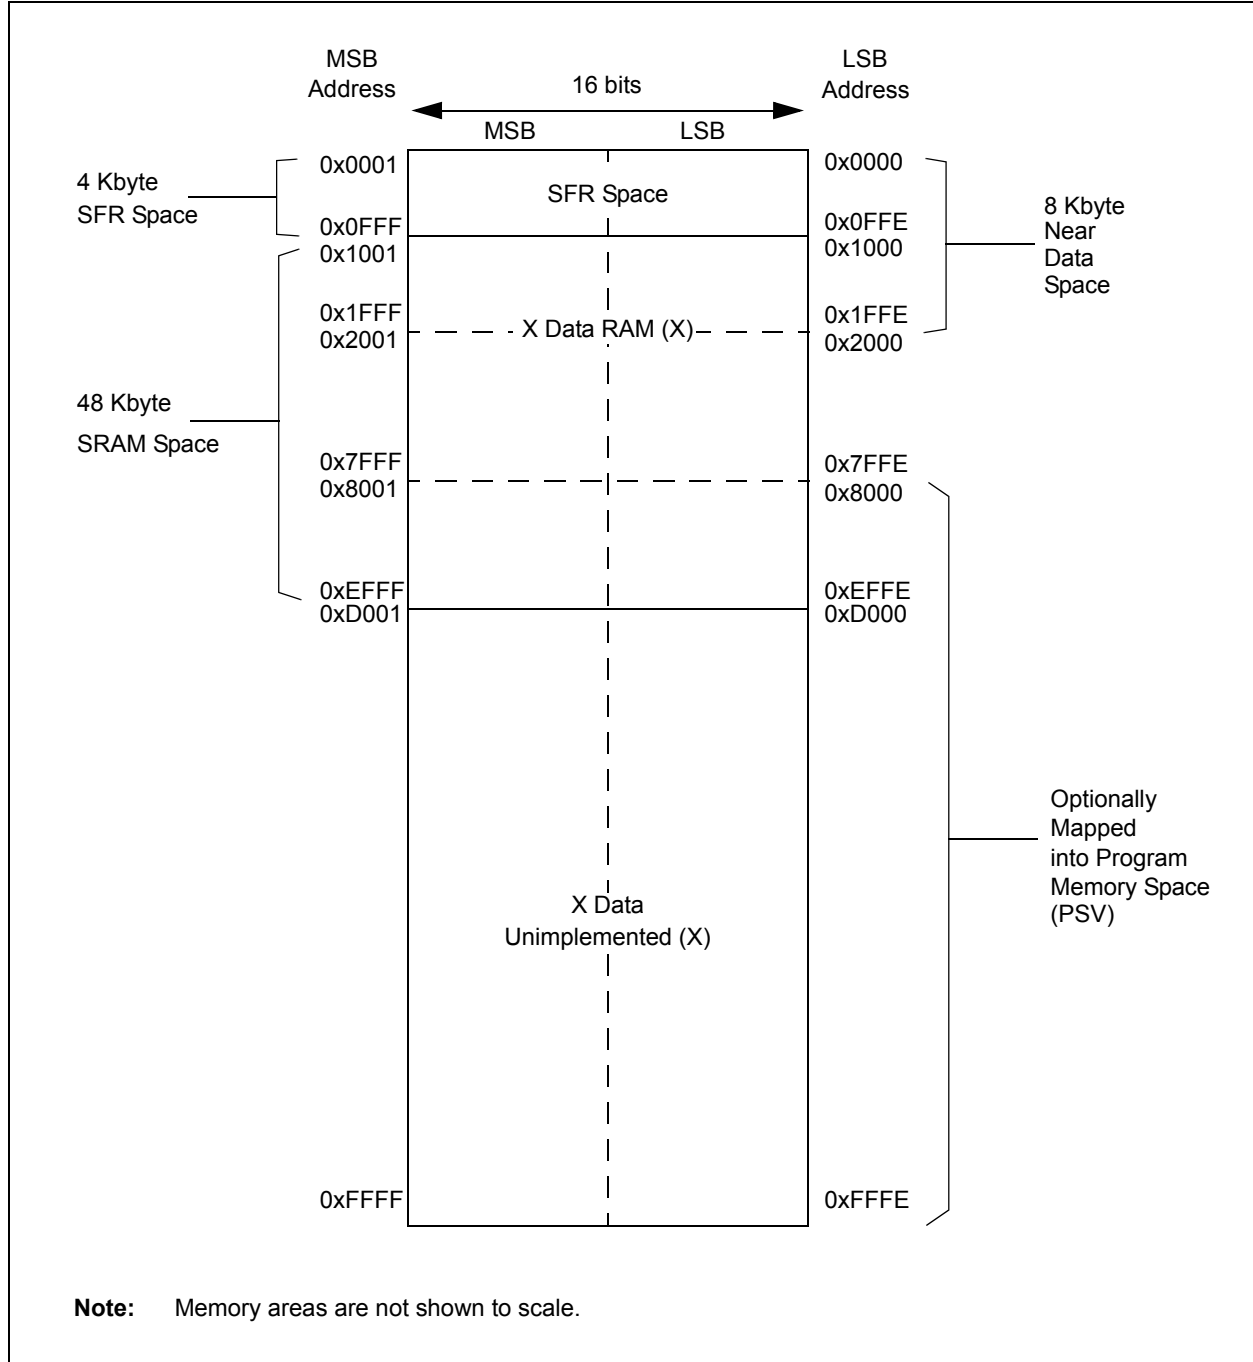 MSB
Address
16 bits
LSB
Address
MSB
LSB
4 Kbyte
SFR Space
0x0001
0x0FFF
0x1001
SFR Space
0x0000
0x0FFE
0x1000
8 Kbyte
Near
Data
Space
0x1FFF
0x2001
X Data RAM (X)
0x1FFE
0x2000
48 Kbyte
SRAM Space
0x7FFF
0x8001
0x7FFE
0x8000
0xEFFF
0xD001
0xEFFE
0xD000
Optionally
Mapped
into Program
Memory Space
(PSV)
X Data
Unimplemented (X)
0xFFFF
0xFFFE
Note: Memory areas are not shown to scale.